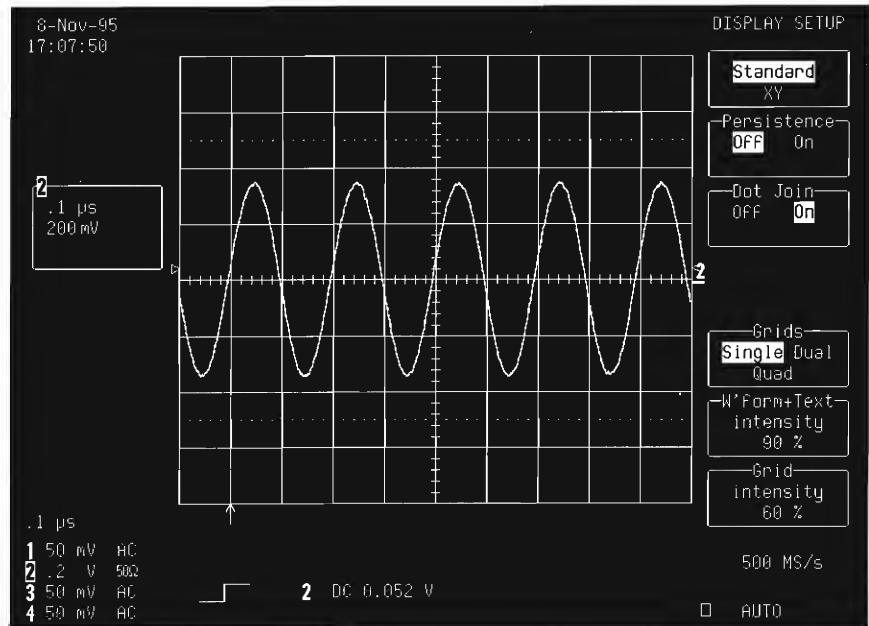 8-Nov-95
17:07:50
DISPLAY SETUP
Standard
XY
Persistence
Off On
Dot Join
Off On
2
.1 µs
200 mV
2
Grids
Single Dual
Quad
W'form+Text
intensity
90 %
Grid
intensity
60 %
.1 µs
1 50 mV AC
2 .2 V 50Ω
3 50 mV AC
4 50 mV AC
2 DC 0.052 V
500 MS/s
AUTO